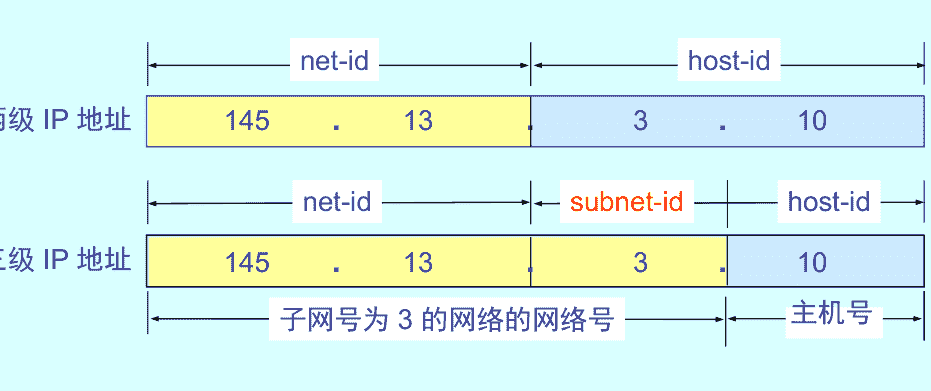 net-id host-id
级 IP 地址 145 . 13 . 3 . 10
net-id subnet-id host-id
级 IP 地址 145 . 13 . 3 . 10
子网号为 3 的网络的网络号 主机号